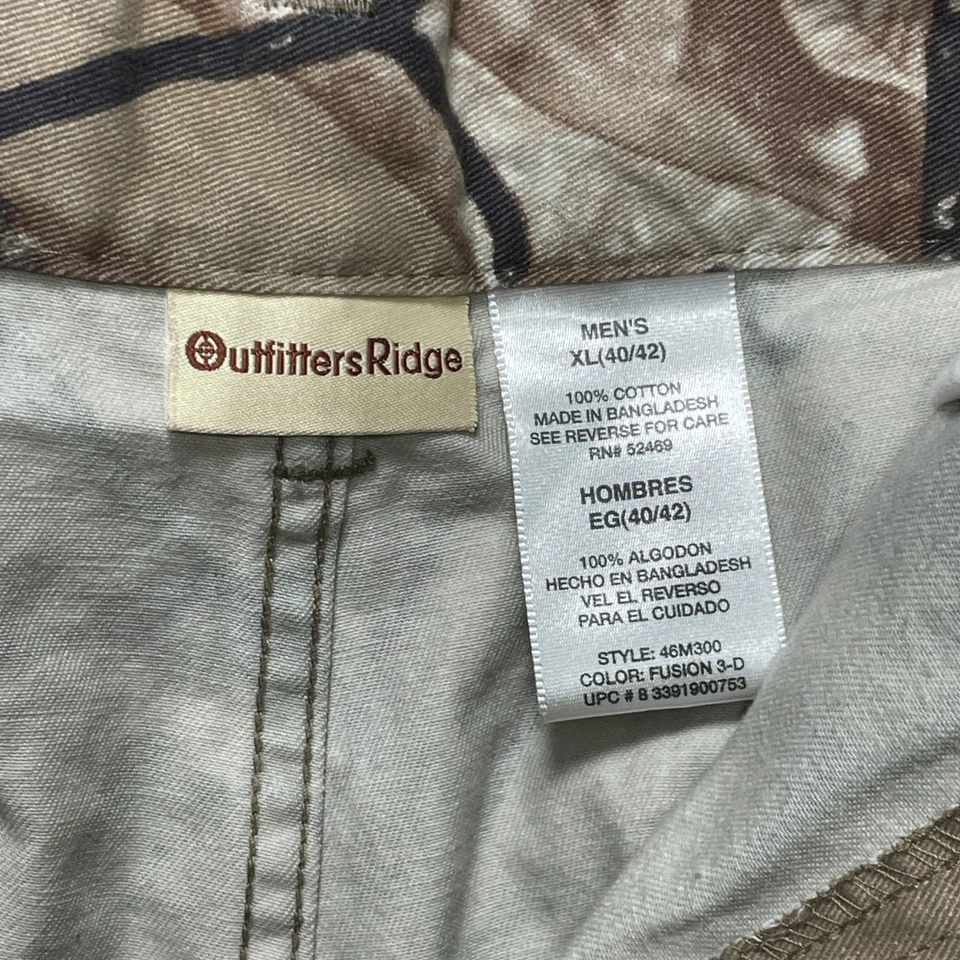 OutfittersRidge
MEN'S
XL(40/42)
100% COTTON
MADE IN BANGLADESH
SEE REVERSE FOR CARE
RN# 52469
HOMBRES
EG(40/42)
100% ALGODON
HECHO EN BANGLADESH
VEL EL REVERSO
PARA EL CUIDADO
STYLE: 46M300
COLOR: FUSION 3-D
UPC # 8 3391900753